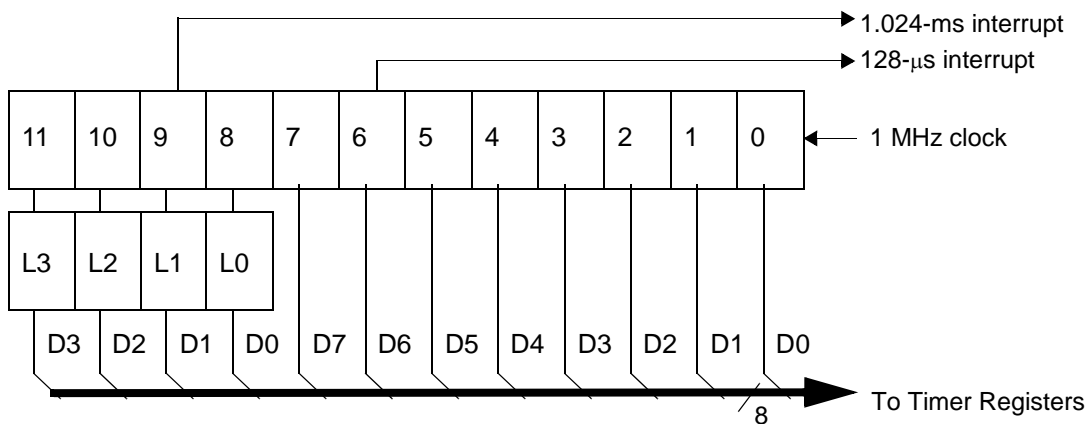 1.024-ms interrupt
128-μs interrupt
11 10 9 8 7 6 5 4 3 2 1 0
1 MHz clock
L3 L2 L1 L0
D3 D2 D1 D0 D7 D6 D5 D4 D3 D2 D1 D0
8
To Timer Registers